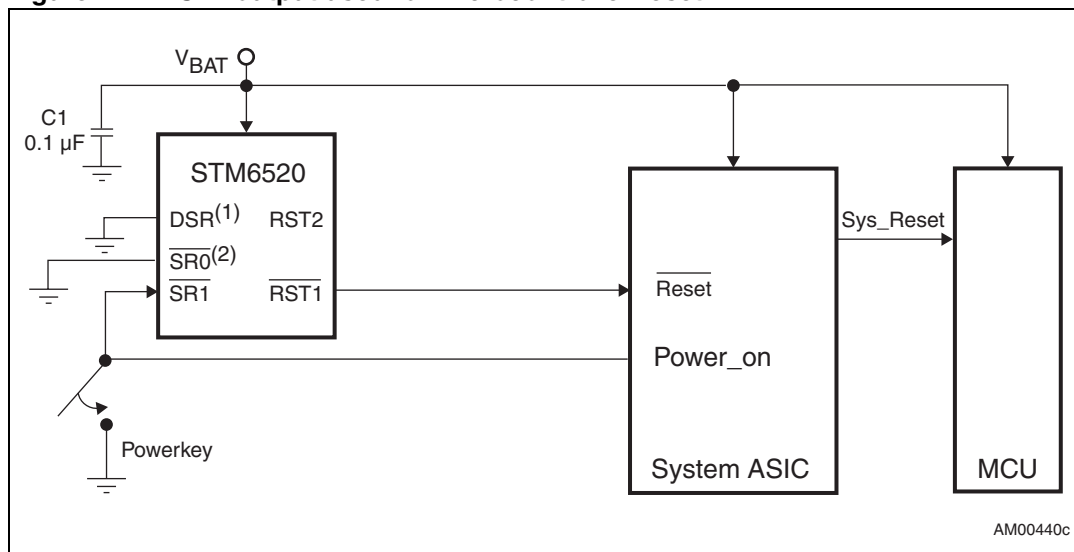 V_BAT
C1
0.1 µF
STM6520
DSR(1) RST2
SR0(2)
SR1 RST1
Sys_Reset
Reset
Power_on
Powerkey
System ASIC
MCU
AM00440c